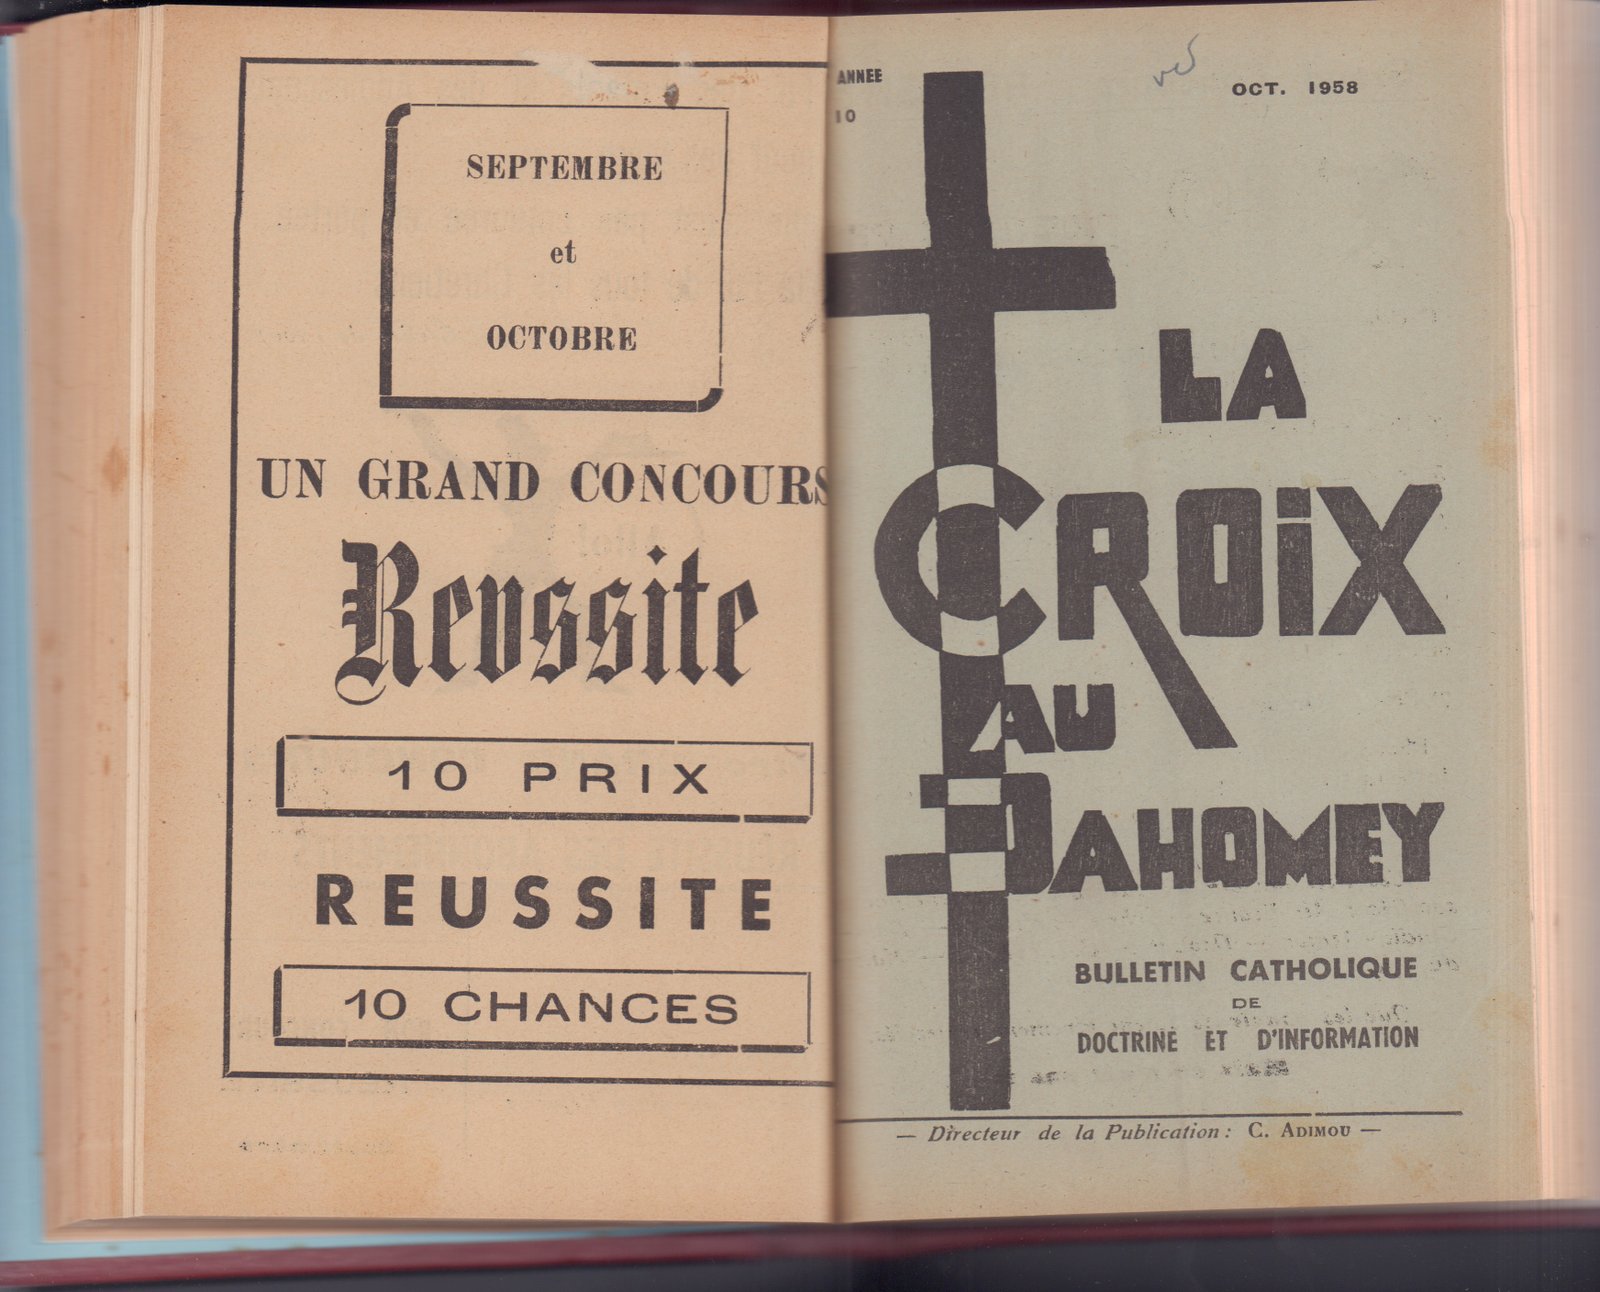 SEPTEMBRE
et
OCTOBRE
UN GRAND CONCOURS
Revssite
10 PRIX
REUSSITE
10 CHANCES
ANNEE
10
OCT. 1958
LA
CROiX
AU
DAHOMEY
BULLETIN CATHOLIQUE
DE
DOCTRINE ET D'INFORMATION
— Directeur de la Publication : C. ADIMOU —